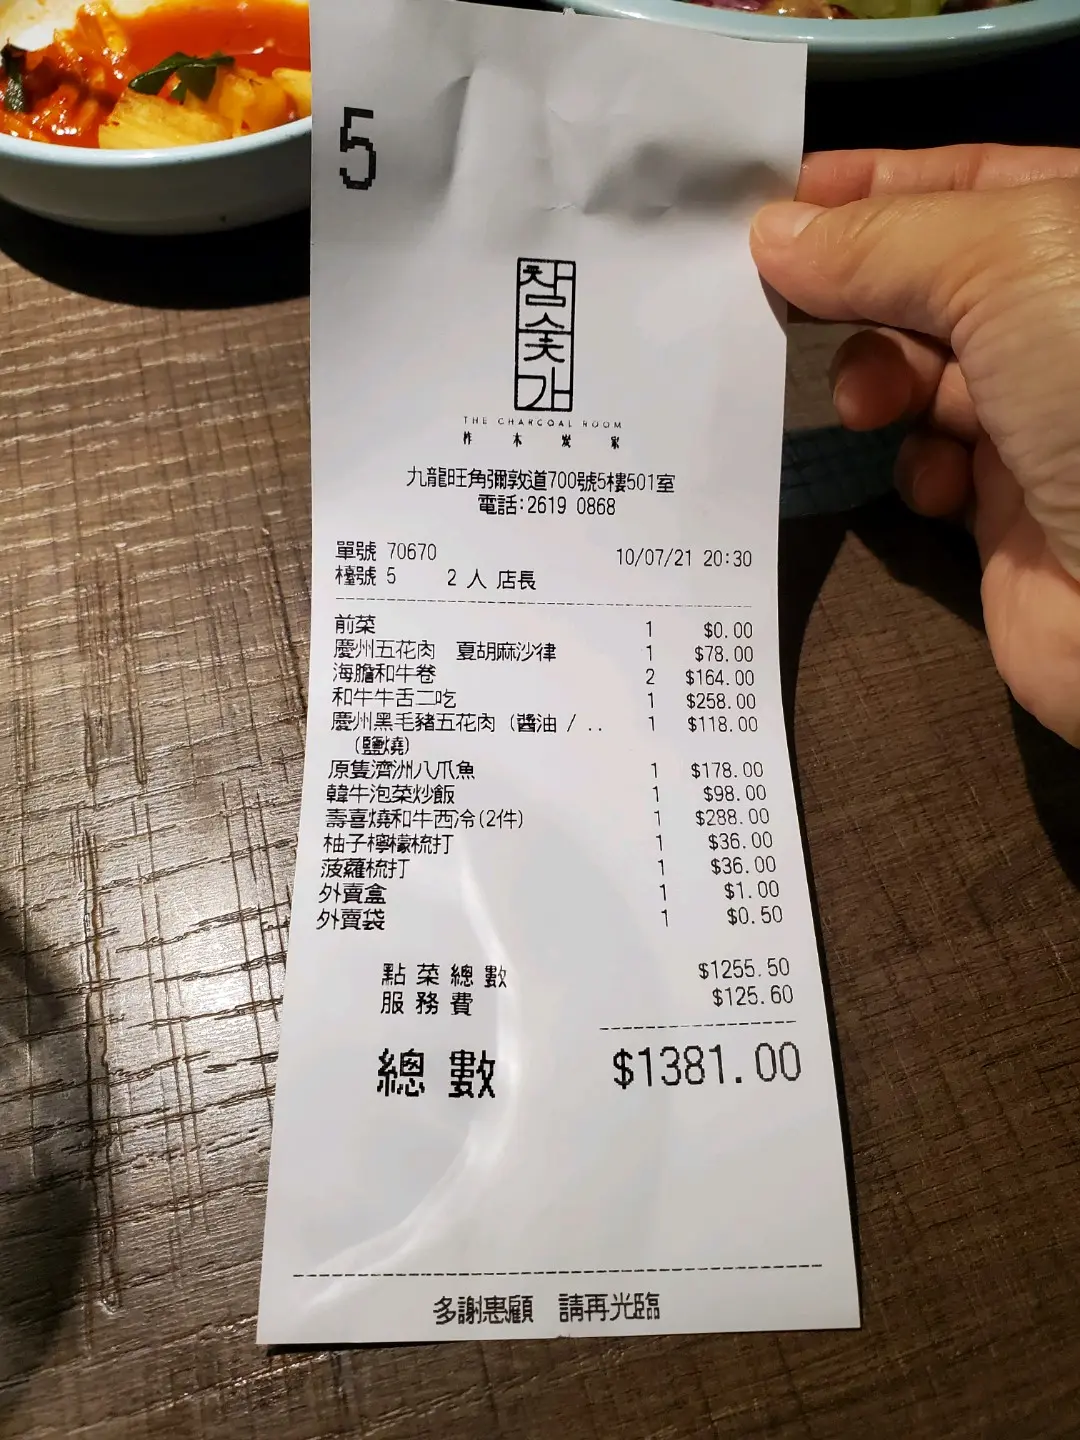 5
참숯가
THE CHARCOAL ROOM
柞木炭家
九龍旺角彌敦道700號5樓501室
電話:2619 0868
單號 70670 10/07/21 20:30
檯號 5 2 人 店長
前菜 1 $0.00
慶州五花肉 夏胡麻沙律 1 $78.00
海膽和牛卷 2 $164.00
和牛牛舌二吃 1 $258.00
慶州黑毛豬五花肉 (醬油 / .. 1 $118.00
(鹽燒)
原隻濟洲八爪魚 1 $178.00
韓牛泡菜炒飯 1 $98.00
壽喜燒和牛西冷(2件) 1 $288.00
柚子檸檬梳打 1 $36.00
菠蘿梳打 1 $36.00
外賣盒 1 $1.00
外賣袋 1 $0.50
點菜總數 $1255.50
服務費 $125.60
總數 $1381.00
多謝惠顧 請再光臨